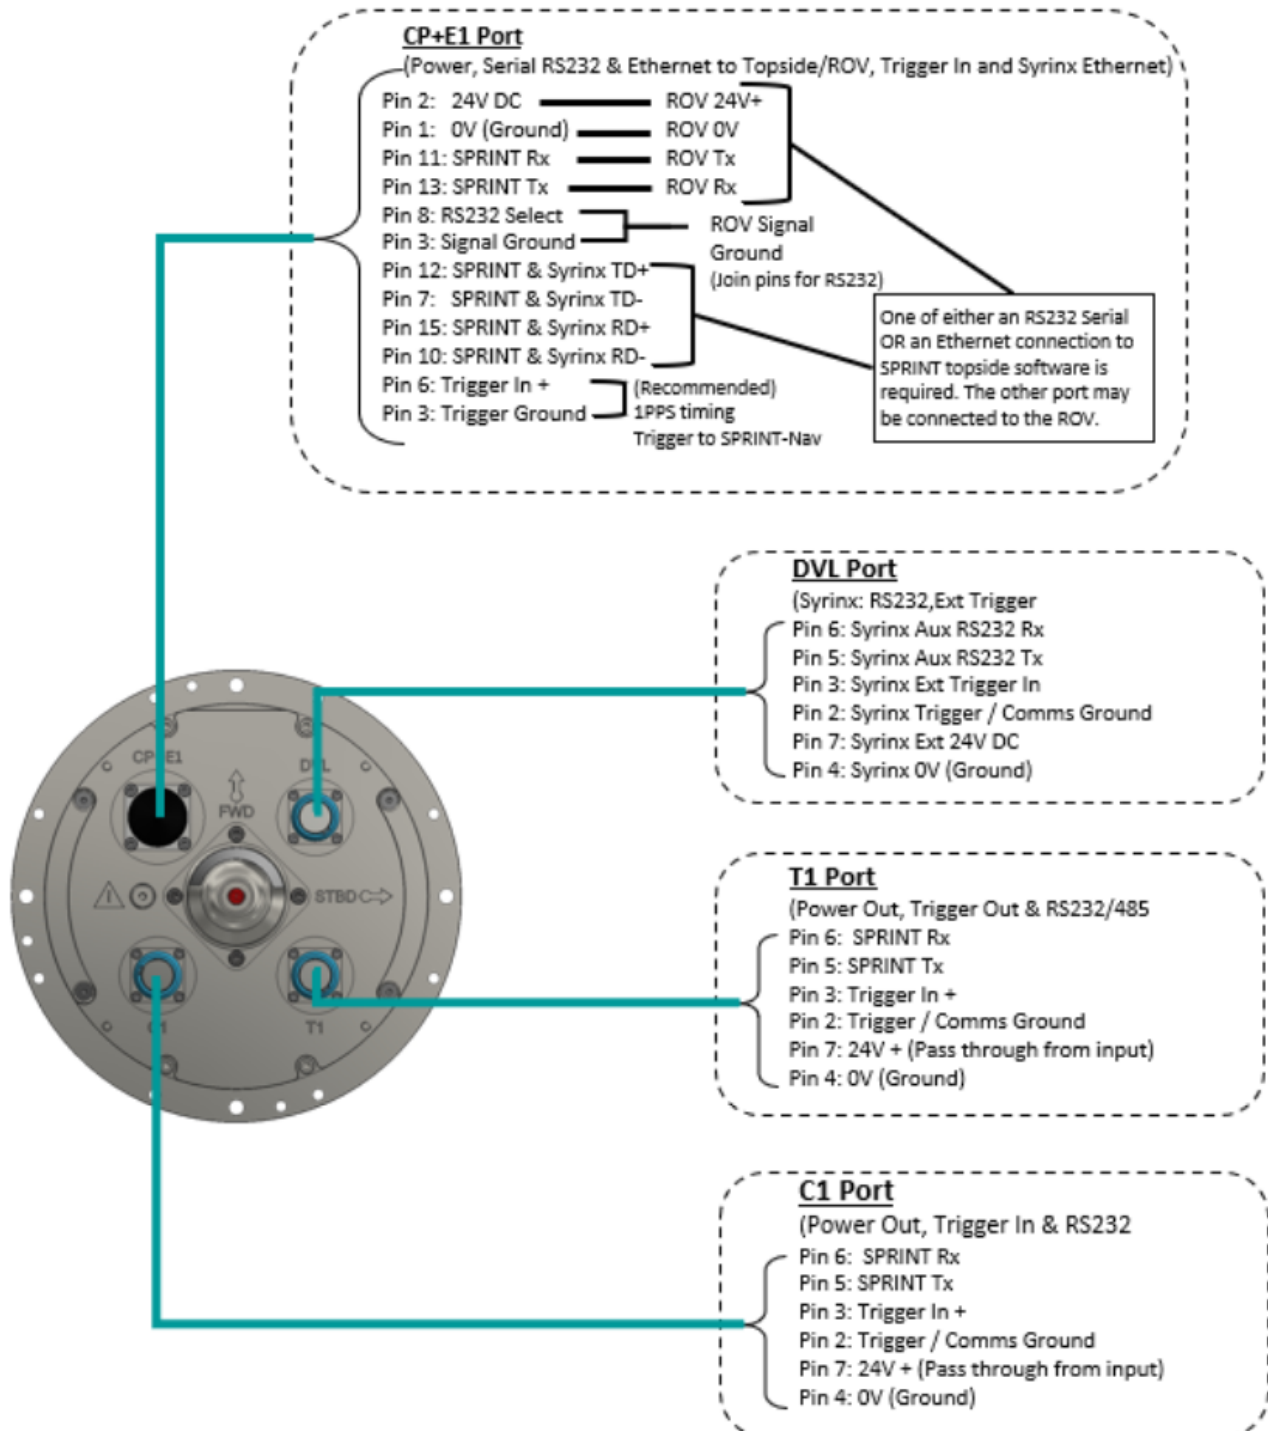 CP+E1 Port
(Power, Serial RS232 & Ethernet to Topside/ROV, Trigger In and Syrinx Ethernet)
Pin 2: 24V DC ROV 24V+
Pin 1: 0V (Ground) ROV 0V
Pin 11: SPRINT Rx ROV Tx
Pin 13: SPRINT Tx ROV Rx
Pin 8: RS232 Select
Pin 3: Signal Ground
ROV Signal
Ground
(Join pins for RS232)
Pin 12: SPRINT & Syrinx TD+
Pin 7: SPRINT & Syrinx TD-
Pin 15: SPRINT & Syrinx RD+
Pin 10: SPRINT & Syrinx RD-
Pin 6: Trigger In +
Pin 3: Trigger Ground
(Recommended)
1PPS timing
Trigger to SPRINT-Nav
One of either an RS232 Serial
OR an Ethernet connection to
SPRINT topside software is
required. The other port may
be connected to the ROV.
DVL Port
(Syrinx: RS232,Ext Trigger
Pin 6: Syrinx Aux RS232 Rx
Pin 5: Syrinx Aux RS232 Tx
Pin 3: Syrinx Ext Trigger In
Pin 2: Syrinx Trigger / Comms Ground
Pin 7: Syrinx Ext 24V DC
Pin 4: Syrinx 0V (Ground)
DVL
FWD
STBD
T1
T1 Port
(Power Out, Trigger Out & RS232/485
Pin 6: SPRINT Rx
Pin 5: SPRINT Tx
Pin 3: Trigger In +
Pin 2: Trigger / Comms Ground
Pin 7: 24V + (Pass through from input)
Pin 4: 0V (Ground)
C1 Port
(Power Out, Trigger In & RS232
Pin 6: SPRINT Rx
Pin 5: SPRINT Tx
Pin 3: Trigger In +
Pin 2: Trigger / Comms Ground
Pin 7: 24V + (Pass through from input)
Pin 4: 0V (Ground)